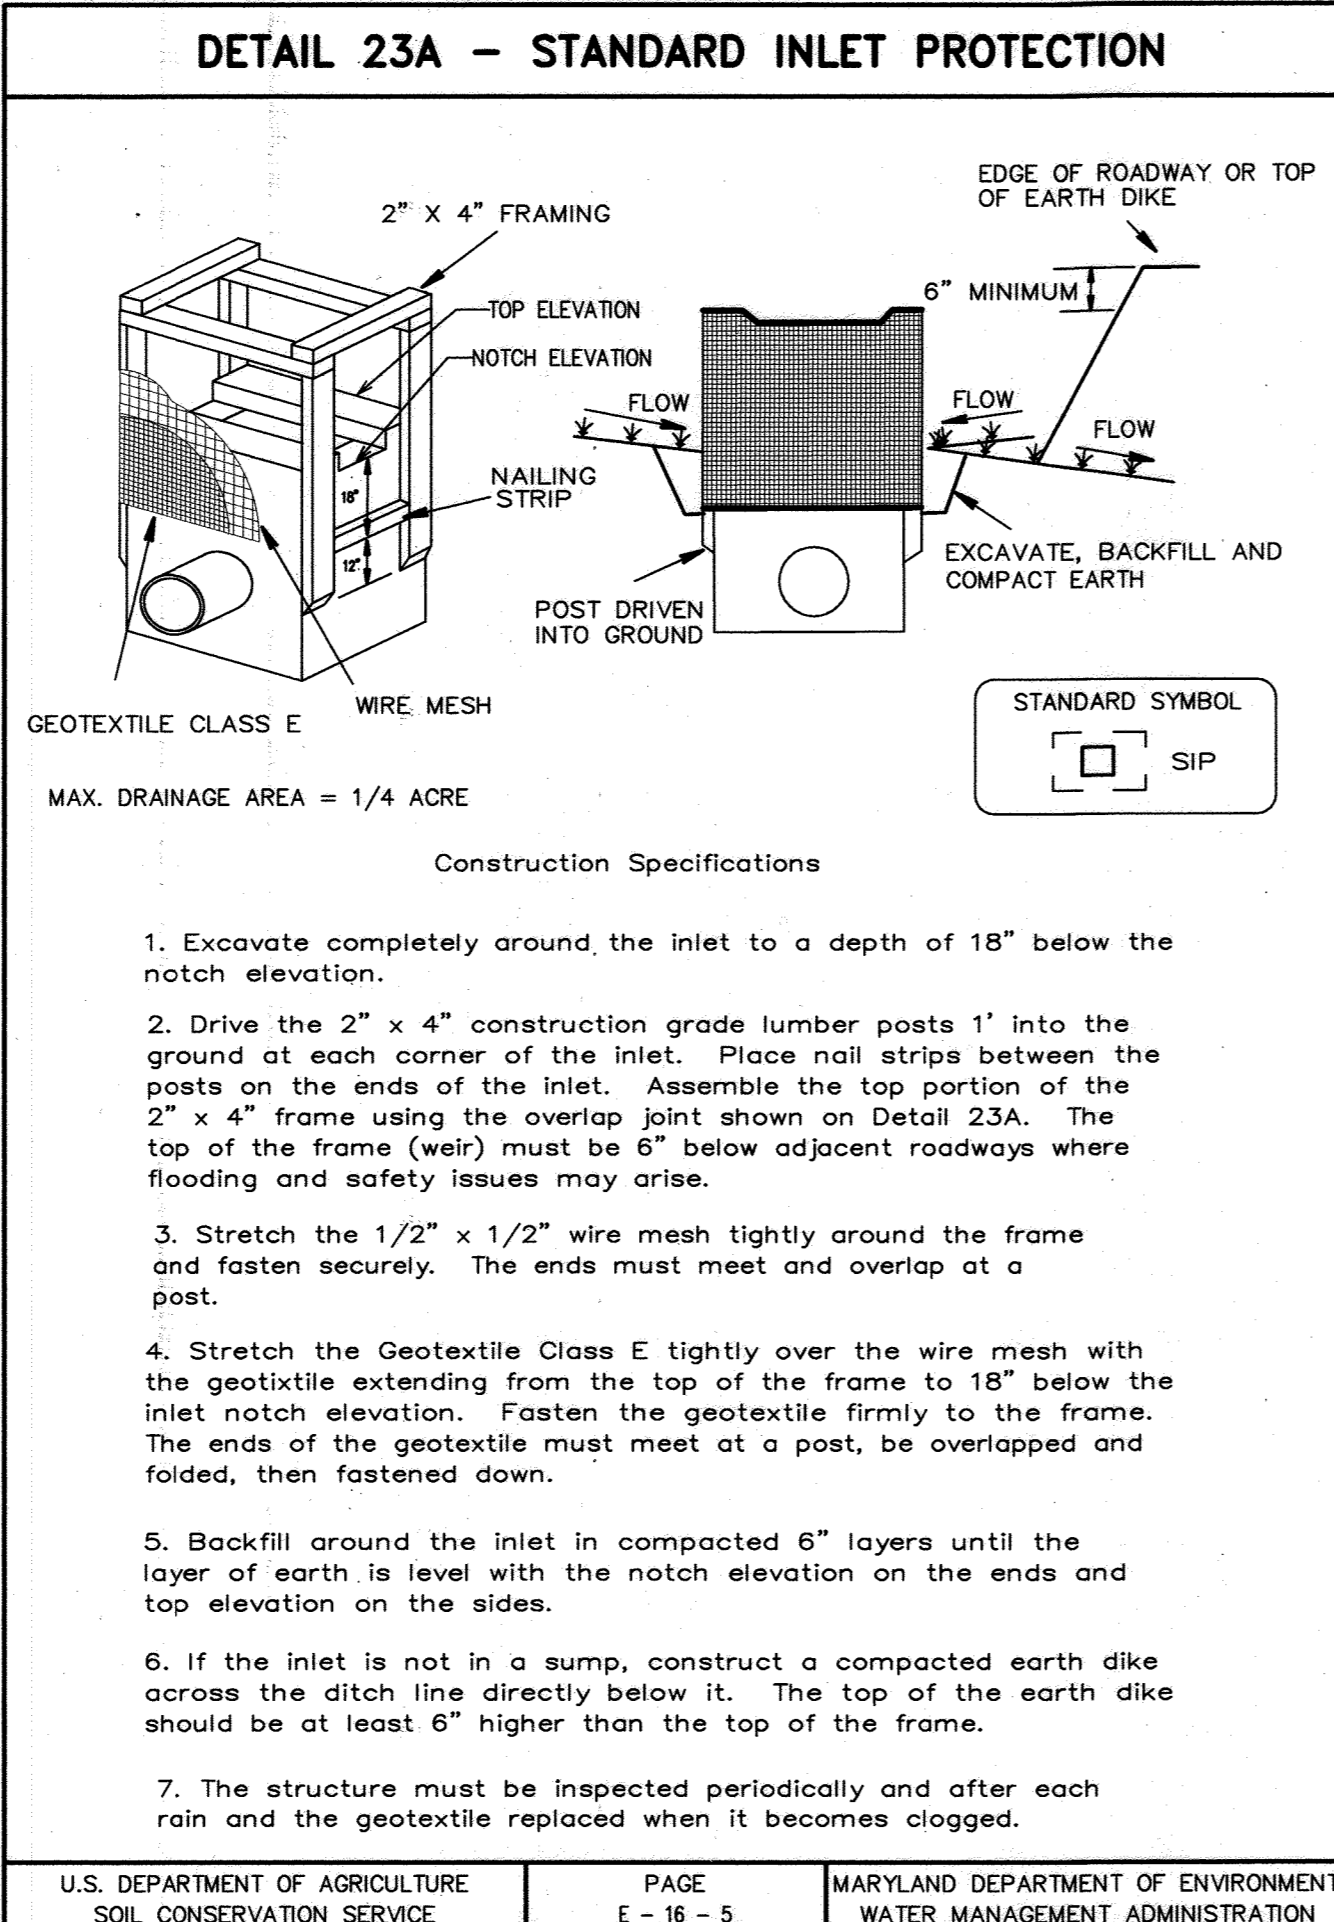 DETAIL 23A – STANDARD INLET PROTECTION
EDGE OF ROADWAY OR TOP
OF EARTH DIKE
2" X 4" FRAMING
6" MINIMUM
TOP ELEVATION
NOTCH ELEVATION
FLOW
FLOW
FLOW
NAILING
STRIP
18"
12"
EXCAVATE, BACKFILL AND
COMPACT EARTH
POST DRIVEN
INTO GROUND
WIRE MESH
GEOTEXTILE CLASS E
STANDARD SYMBOL
SIP
MAX. DRAINAGE AREA = 1/4 ACRE
Construction Specifications
1. Excavate completely around the inlet to a depth of 18" below the
notch elevation.
2. Drive the 2" x 4" construction grade lumber posts 1' into the
ground at each corner of the inlet. Place nail strips between the
posts on the ends of the inlet. Assemble the top portion of the
2" x 4" frame using the overlap joint shown on Detail 23A. The
top of the frame (weir) must be 6" below adjacent roadways where
flooding and safety issues may arise.
3. Stretch the 1/2" x 1/2" wire mesh tightly around the frame
and fasten securely. The ends must meet and overlap at a
post.
4. Stretch the Geotextile Class E tightly over the wire mesh with
the geotixtile extending from the top of the frame to 18" below the
inlet notch elevation. Fasten the geotextile firmly to the frame.
The ends of the geotextile must meet at a post, be overlapped and
folded, then fastened down.
5. Backfill around the inlet in compacted 6" layers until the
layer of earth is level with the notch elevation on the ends and
top elevation on the sides.
6. If the inlet is not in a sump, construct a compacted earth dike
across the ditch line directly below it. The top of the earth dike
should be at least 6" higher than the top of the frame.
7. The structure must be inspected periodically and after each
rain and the geotextile replaced when it becomes clogged.
U.S. DEPARTMENT OF AGRICULTURE
SOIL CONSERVATION SERVICE
PAGE
E – 16 – 5
MARYLAND DEPARTMENT OF ENVIRONMENT
WATER MANAGEMENT ADMINISTRATION